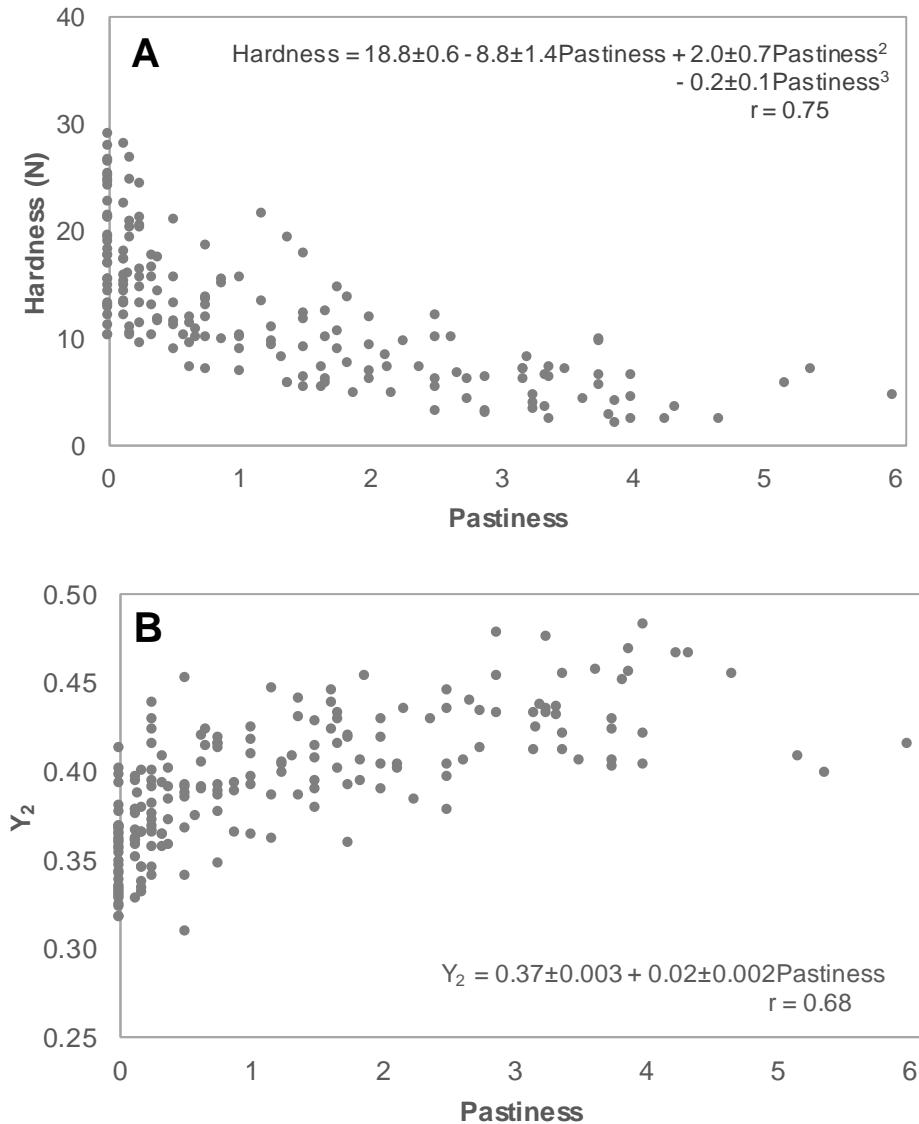 A
Hardness = 18.8±0.6 - 8.8±1.4Pastiness + 2.0±0.7Pastiness²
- 0.2±0.1Pastiness³
r = 0.75
40
30
20
10
0
Hardness (N)
0 1 2 3 4 5 6
Pastiness
B
0.50
0.45
0.40
0.35
0.30
0.25
Y₂
Y₂ = 0.37±0.003 + 0.02±0.002Pastiness
r = 0.68
0 1 2 3 4 5 6
Pastiness